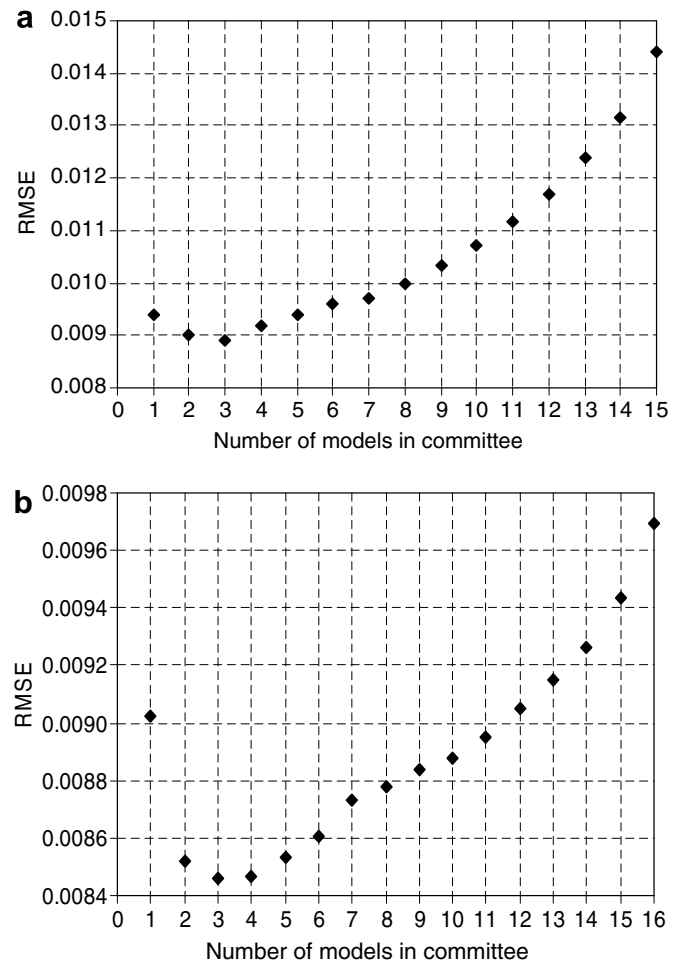 a
0.015
0.014
0.013
0.012
0.011
0.010
0.009
0.008
RMSE
0 1 2 3 4 5 6 7 8 9 10 11 12 13 14 15
Number of models in committee
b
0.0098
0.0096
0.0094
0.0092
0.0090
0.0088
0.0086
0.0084
RMSE
0 1 2 3 4 5 6 7 8 9 10 11 12 13 14 15 16
Number of models in committee